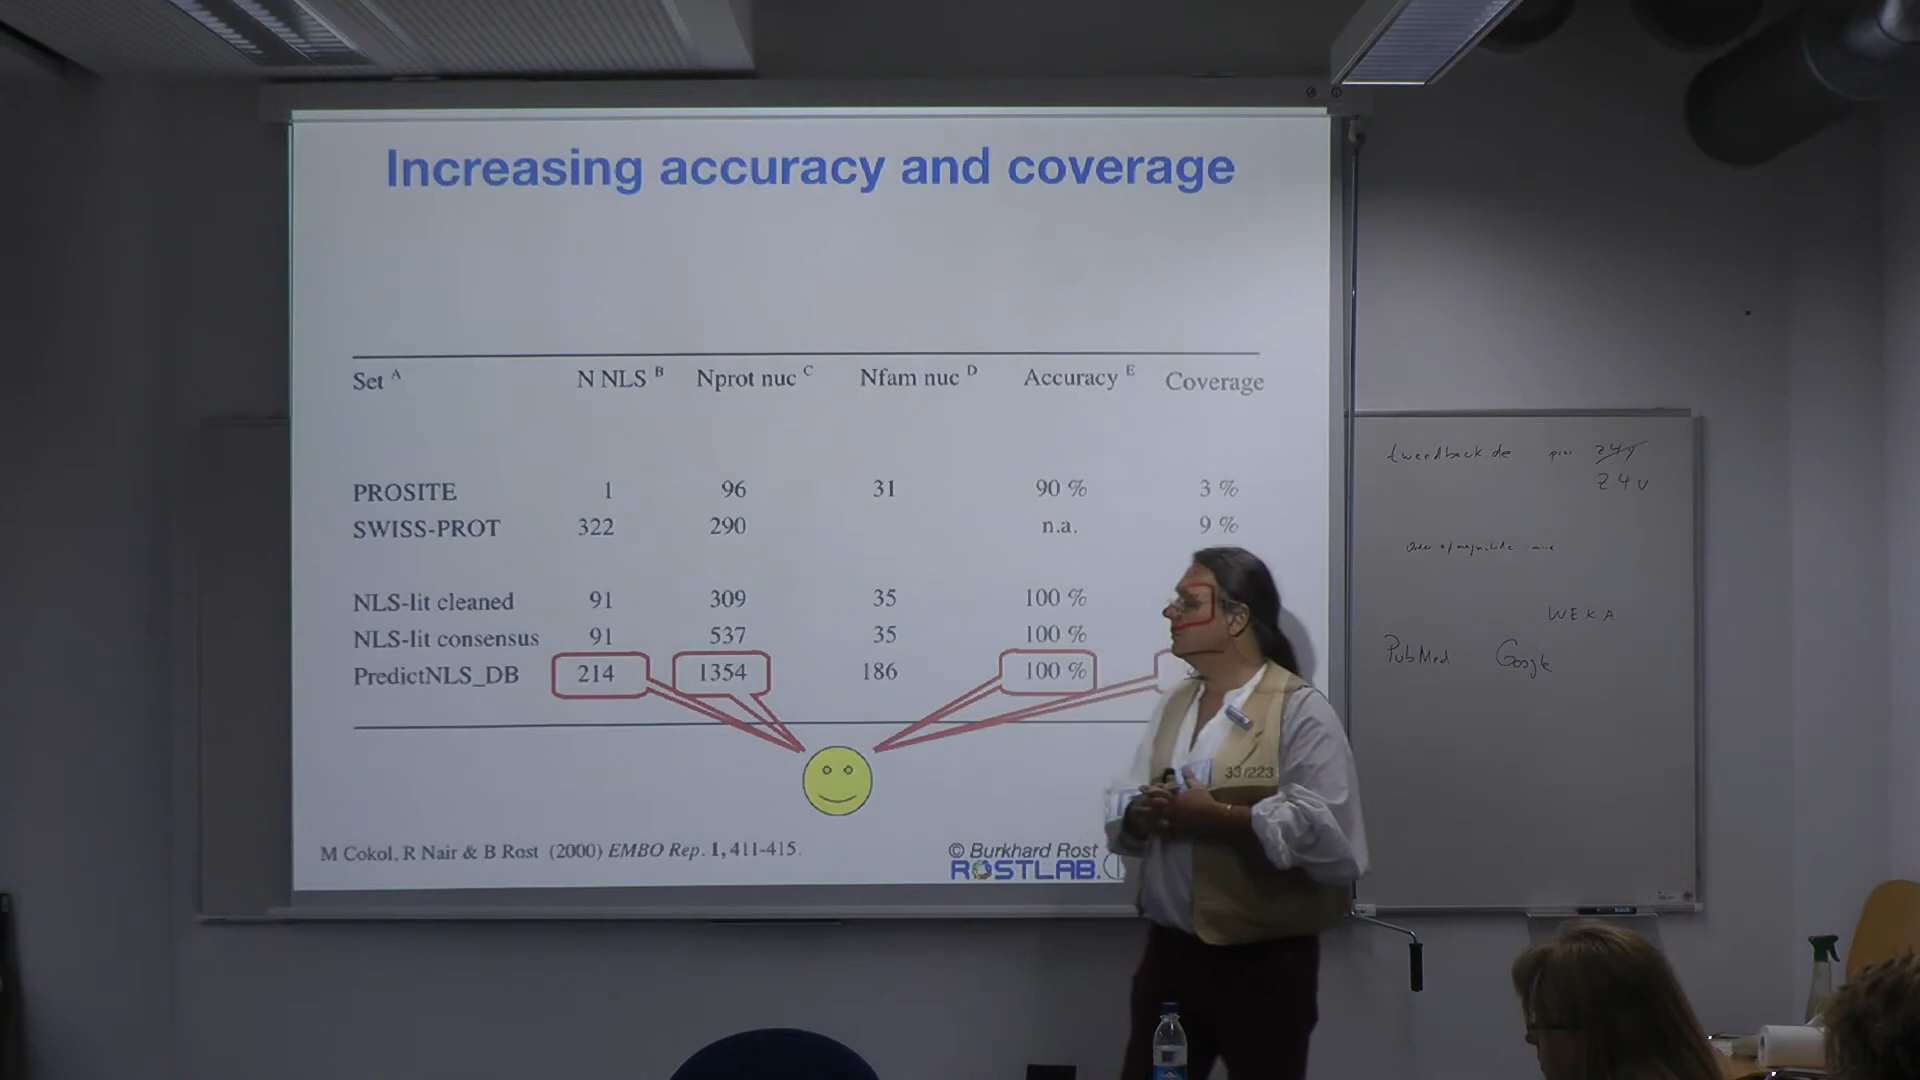 Increasing accuracy and coverage
Set A N NLS B Nprot nuc C Nfam nuc D Accuracy E Coverage
PROSITE 1 96 31 90 % 3 %
SWISS-PROT 322 290 n.a. 9 %
NLS-lit cleaned 91 309 35 100 %
NLS-lit consensus 91 537 35 100 %
PredictNLS_DB 214 1354 186 100 %
33/223
M Cokol, R Nair & B Rost (2000) EMBO Rep. 1, 411-415.
© Burkhard Rost
ROSTLAB.
tweedback.de
Z4v
WEKA
PubMed Google